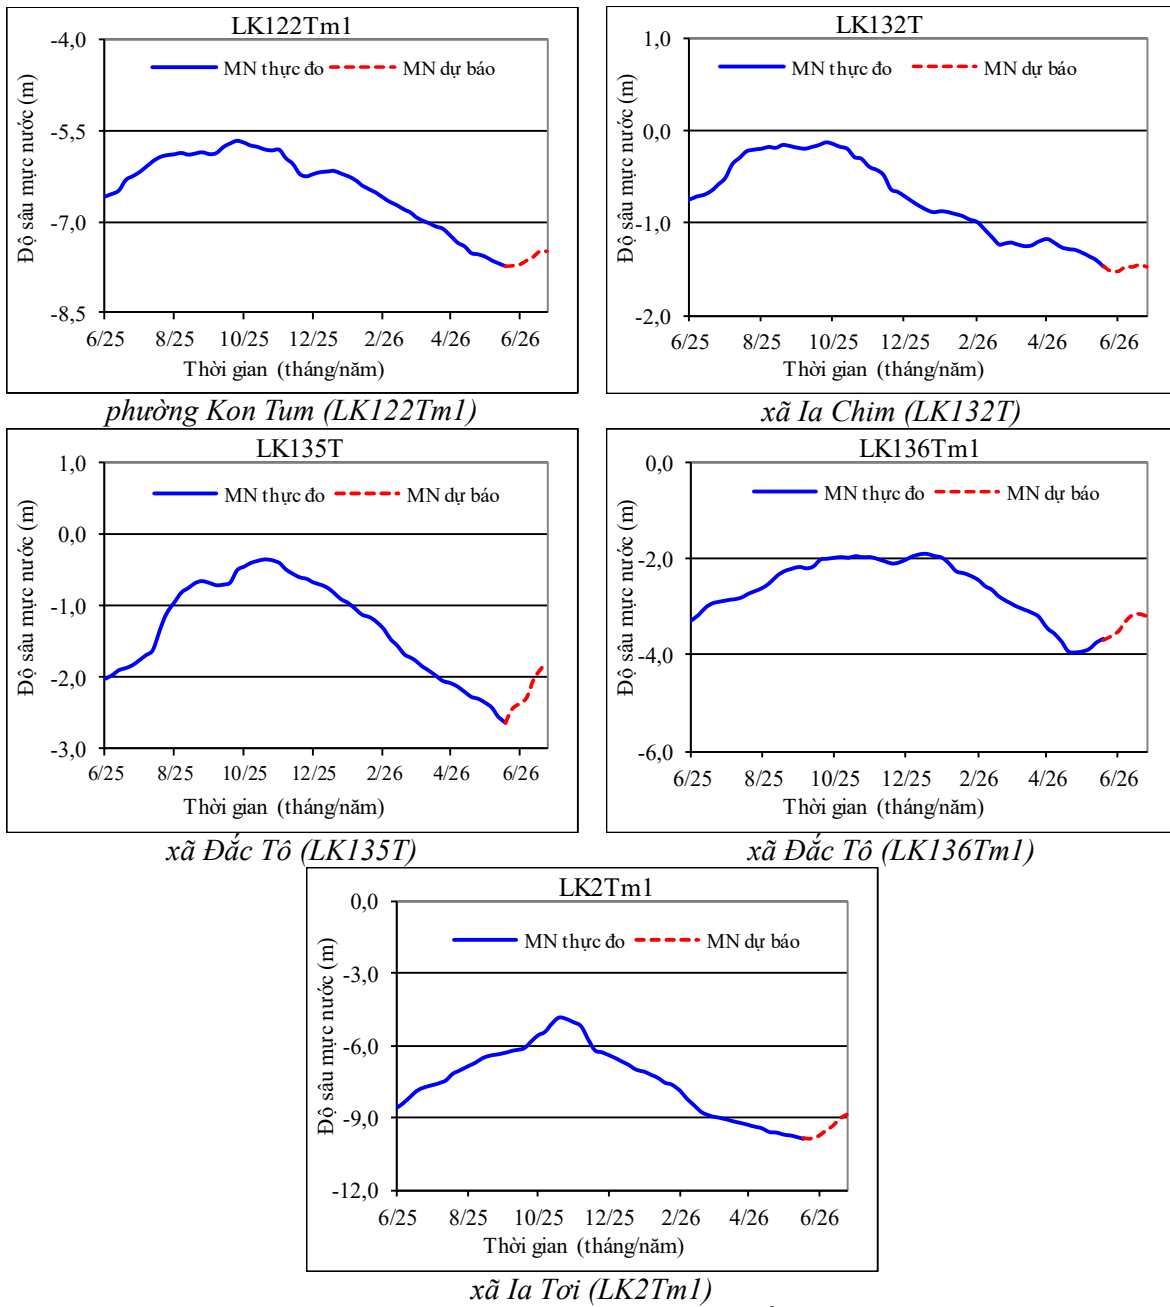 LK122Tm1
-4,0
MN thực đo MN dự báo
-5,5
-7,0
-8,5
Độ sâu mực nước (m)
6/25 8/25 10/25 12/25 2/26 4/26 6/26
Thời gian (tháng/năm)
phường Kon Tum (LK122Tm1)
LK132T
1,0
MN thực đo MN dự báo
0,0
-1,0
-2,0
Độ sâu mực nước (m)
6/25 8/25 10/25 12/25 2/26 4/26 6/26
Thời gian (tháng/năm)
xã Ia Chim (LK132T)
LK135T
1,0
MN thực đo MN dự báo
0,0
-1,0
-2,0
-3,0
Độ sâu mực nước (m)
6/25 8/25 10/25 12/25 2/26 4/26 6/26
Thời gian (tháng/năm)
xã Đắc Tô (LK135T)
LK136Tm1
0,0
MN thực đo MN dự báo
-2,0
-4,0
-6,0
Độ sâu mực nước (m)
6/25 8/25 10/25 12/25 2/26 4/26 6/26
Thời gian (tháng/năm)
xã Đắc Tô (LK136Tm1)
LK2Tm1
0,0
MN thực đo MN dự báo
-3,0
-6,0
-9,0
-12,0
Độ sâu mực nước (m)
6/25 8/25 10/25 12/25 2/26 4/26 6/26
Thời gian (tháng/năm)
xã Ia Tơi (LK2Tm1)